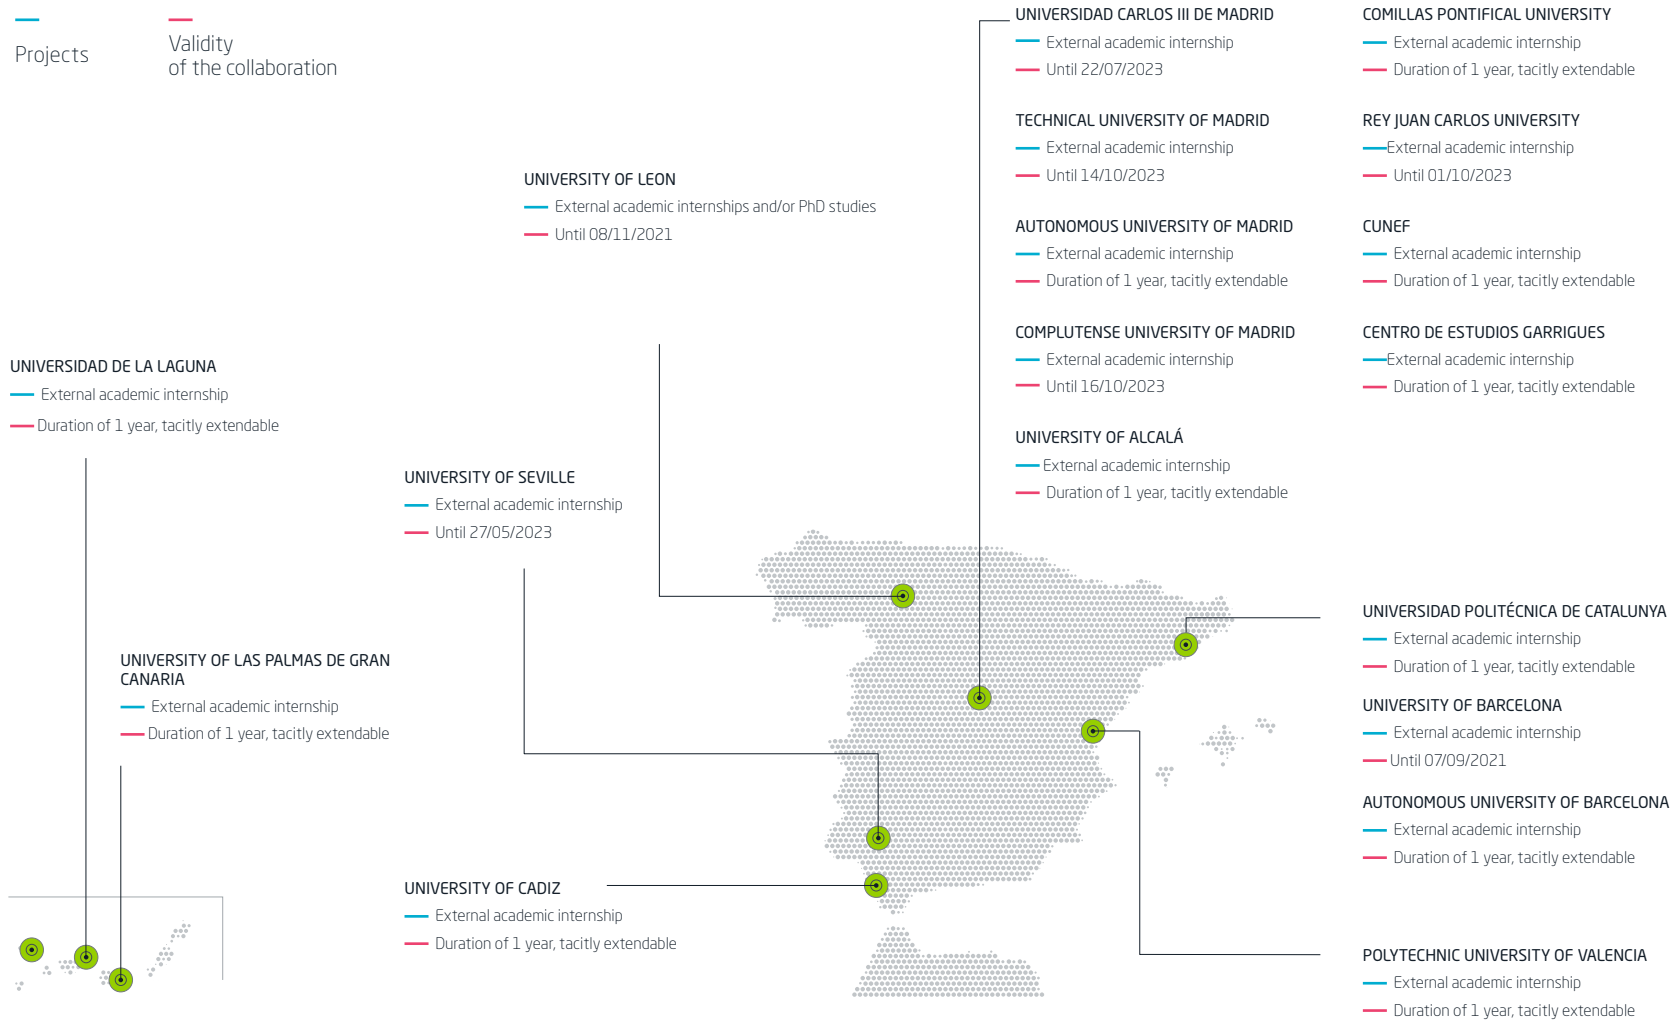 Projects
Validity
of the collaboration
UNIVERSIDAD CARLOS III DE MADRID
External academic internship
Until 22/07/2023
TECHNICAL UNIVERSITY OF MADRID
External academic internship
Until 14/10/2023
AUTONOMOUS UNIVERSITY OF MADRID
External academic internship
Duration of 1 year, tacitly extendable
COMPLUTENSE UNIVERSITY OF MADRID
External academic internship
Until 16/10/2023
UNIVERSITY OF ALCALÁ
External academic internship
Duration of 1 year, tacitly extendable
COMILLAS PONTIFICAL UNIVERSITY
External academic internship
Duration of 1 year, tacitly extendable
REY JUAN CARLOS UNIVERSITY
External academic internship
Until 01/10/2023
CUNEF
External academic internship
Duration of 1 year, tacitly extendable
CENTRO DE ESTUDIOS GARRIGUES
External academic internship
Duration of 1 year, tacitly extendable
UNIVERSITY OF LEON
External academic internships and/or PhD studies
Until 08/11/2021
UNIVERSIDAD DE LA LAGUNA
External academic internship
Duration of 1 year, tacitly extendable
UNIVERSITY OF SEVILLE
External academic internship
Until 27/05/2023
UNIVERSITY OF LAS PALMAS DE GRAN
CANARIA
External academic internship
Duration of 1 year, tacitly extendable
UNIVERSITY OF CADIZ
External academic internship
Duration of 1 year, tacitly extendable
UNIVERSIDAD POLITÉCNICA DE CATALUNYA
External academic internship
Duration of 1 year, tacitly extendable
UNIVERSITY OF BARCELONA
External academic internship
Until 07/09/2021
AUTONOMOUS UNIVERSITY OF BARCELONA
External academic internship
Duration of 1 year, tacitly extendable
POLYTECHNIC UNIVERSITY OF VALENCIA
External academic internship
Duration of 1 year, tacitly extendable